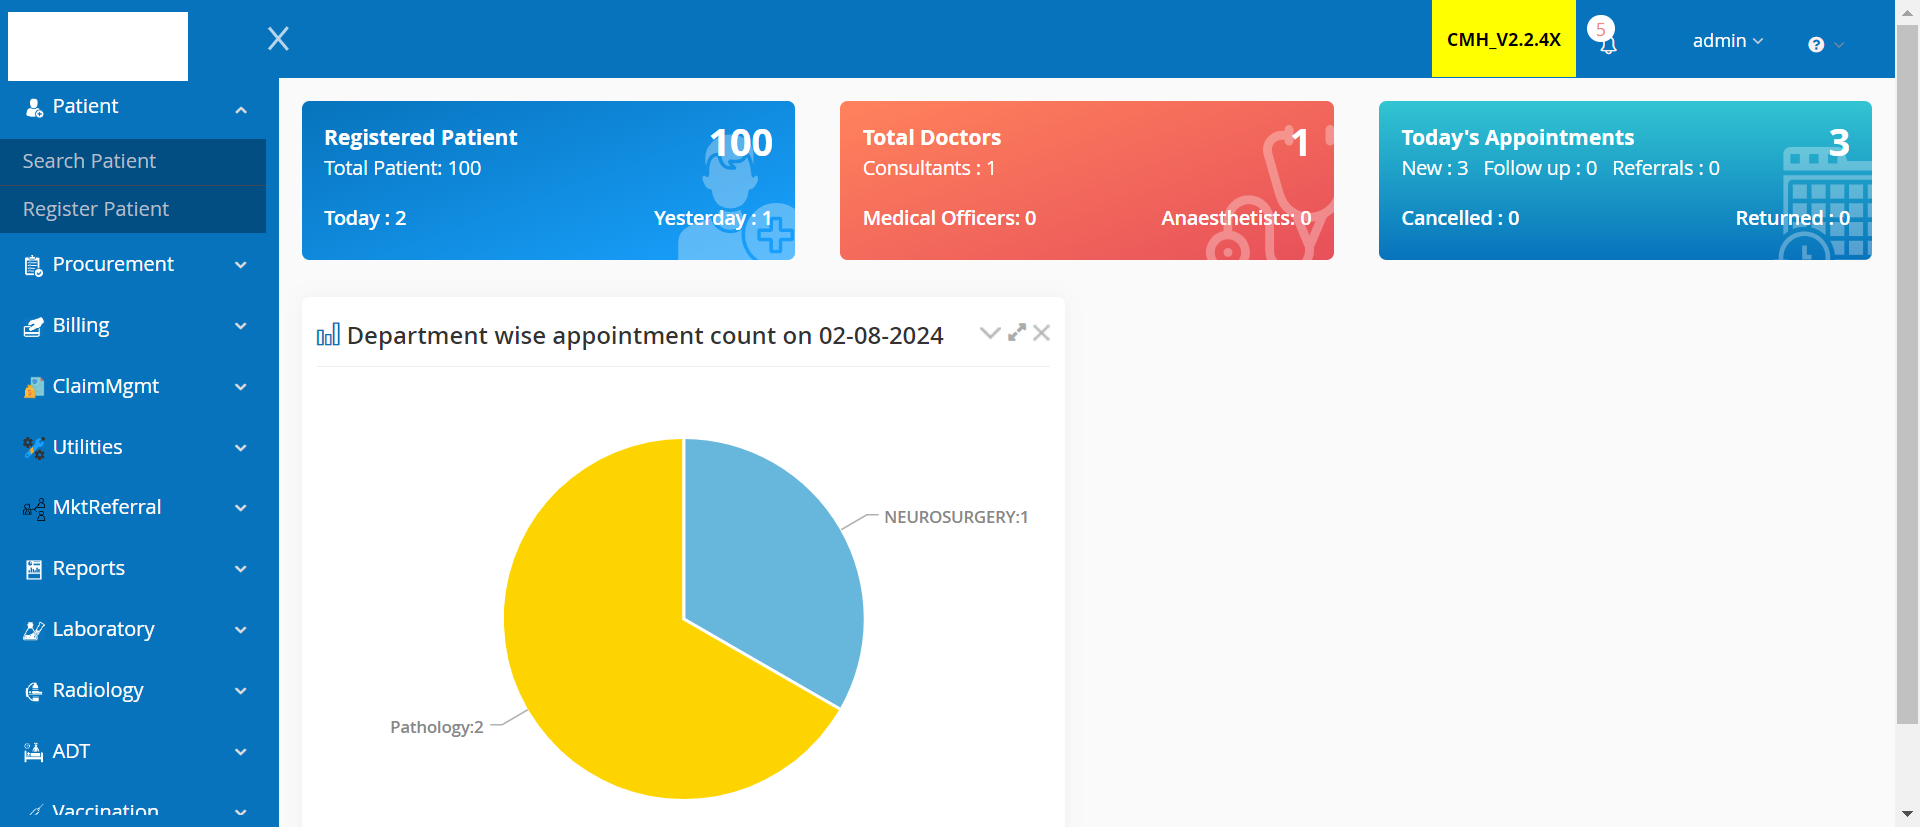 CMH_V2.2.4X
5
admin
?
Patient
Search Patient
Register Patient
Procurement
Billing
ClaimMgmt
Utilities
MktReferral
Reports
Laboratory
Radiology
ADT
Vaccination
Registered Patient
100
Total Patient: 100
Today : 2
Yesterday : 1
Total Doctors
1
Consultants : 1
Medical Officers: 0
Anaesthetists: 0
Today's Appointments
3
New : 3 Follow up : 0 Referrals : 0
Cancelled : 0
Returned : 0
Department wise appointment count on 02-08-2024
NEUROSURGERY:1
Pathology:2